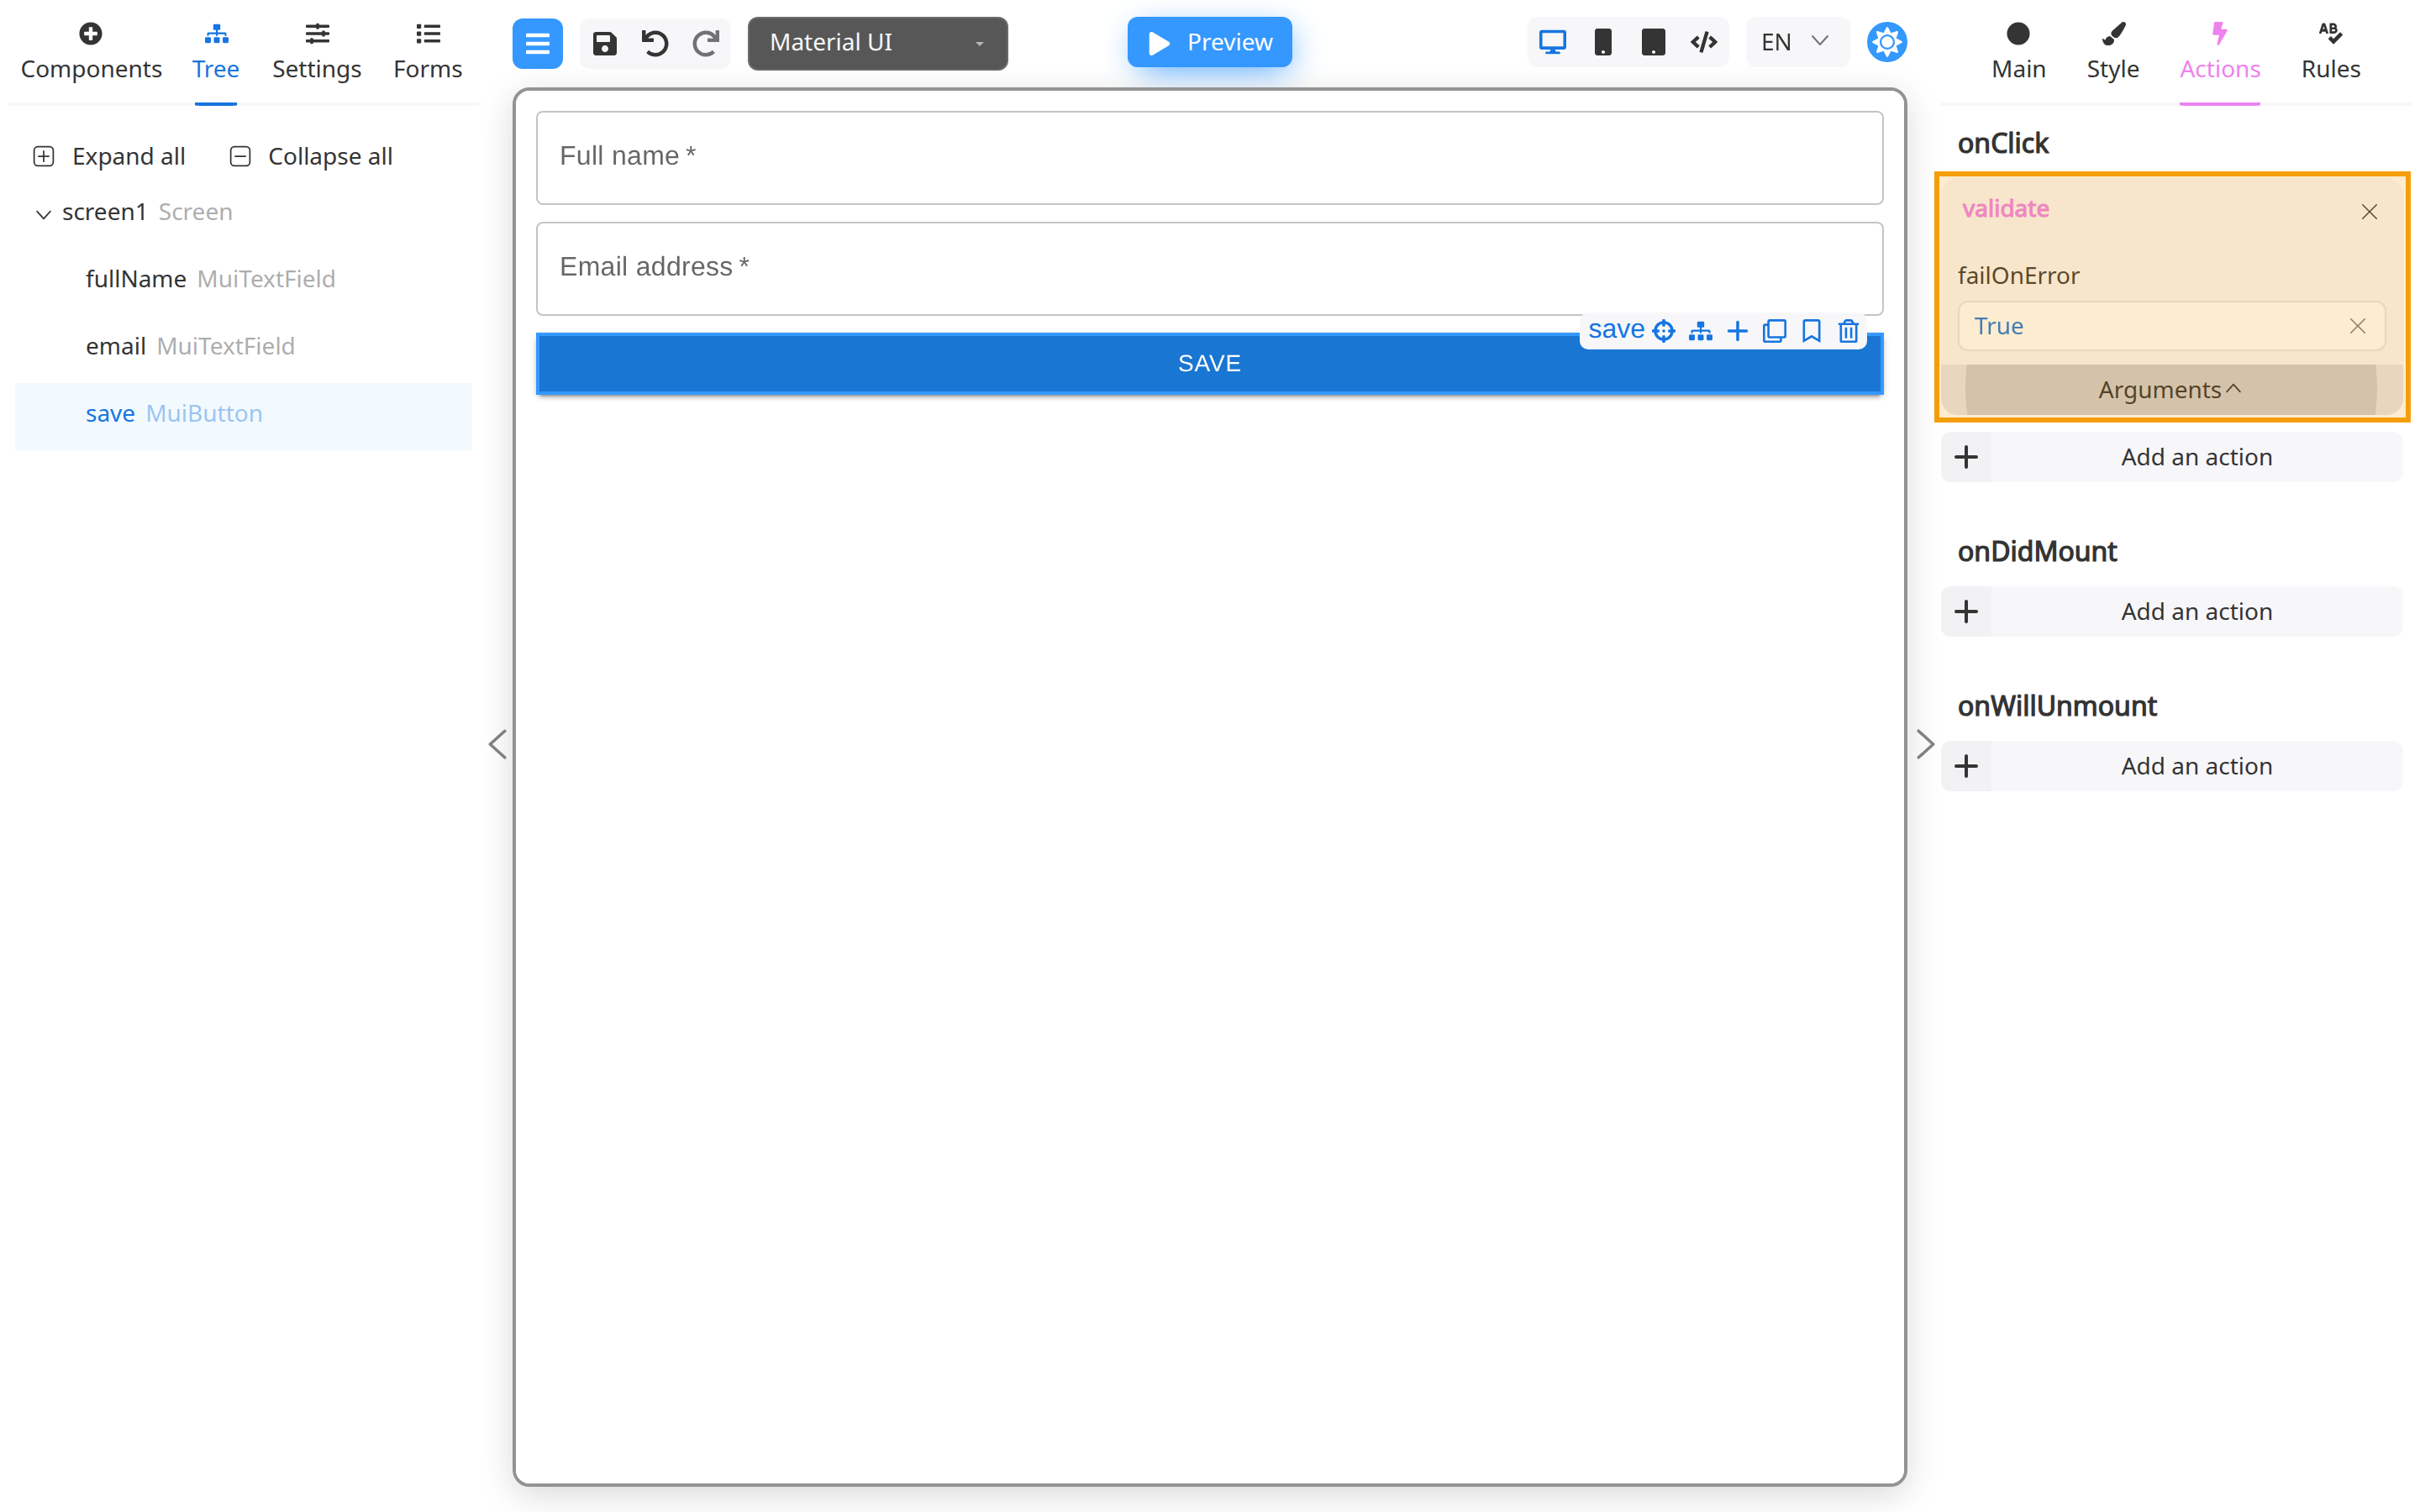 Components Tree Settings Forms
Material UI
Preview
EN
Main Style Actions Rules
Expand all Collapse all
screen1 Screen
fullName MuiTextField
email MuiTextField
save MuiButton
Full name *
Email address *
save
SAVE
onClick
validate
failOnError
True
Arguments
Add an action
onDidMount
Add an action
onWillUnmount
Add an action